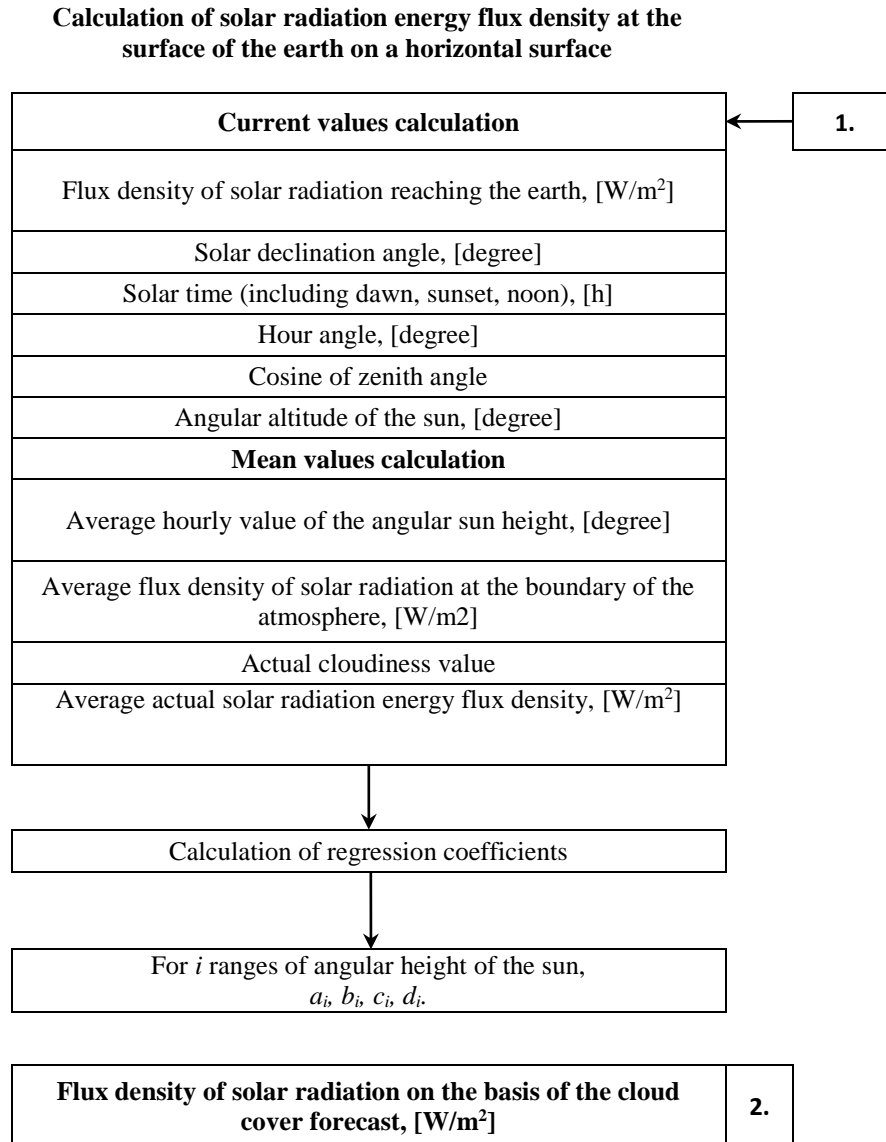 Calculation of solar radiation energy flux density at the
surface of the earth on a horizontal surface
Current values calculation
1.
Flux density of solar radiation reaching the earth, [W/m²]
Solar declination angle, [degree]
Solar time (including dawn, sunset, noon), [h]
Hour angle, [degree]
Cosine of zenith angle
Angular altitude of the sun, [degree]
Mean values calculation
Average hourly value of the angular sun height, [degree]
Average flux density of solar radiation at the boundary of the
atmosphere, [W/m2]
Actual cloudiness value
Average actual solar radiation energy flux density, [W/m²]
Calculation of regression coefficients
For i ranges of angular height of the sun,
aᵢ, bᵢ, cᵢ, dᵢ.
Flux density of solar radiation on the basis of the cloud
cover forecast, [W/m²]
2.